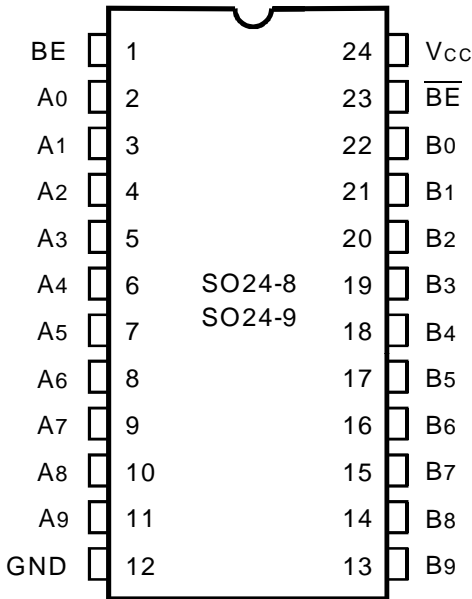 BE 1 24 VCC
A0 2 23 B̅E̅
A1 3 22 B0
A2 4 21 B1
A3 5 20 B2
A4 6 SO24-8 19 B3
A5 7 SO24-9 18 B4
A6 8 17 B5
A7 9 16 B6
A8 10 15 B7
A9 11 14 B8
GND 12 13 B9